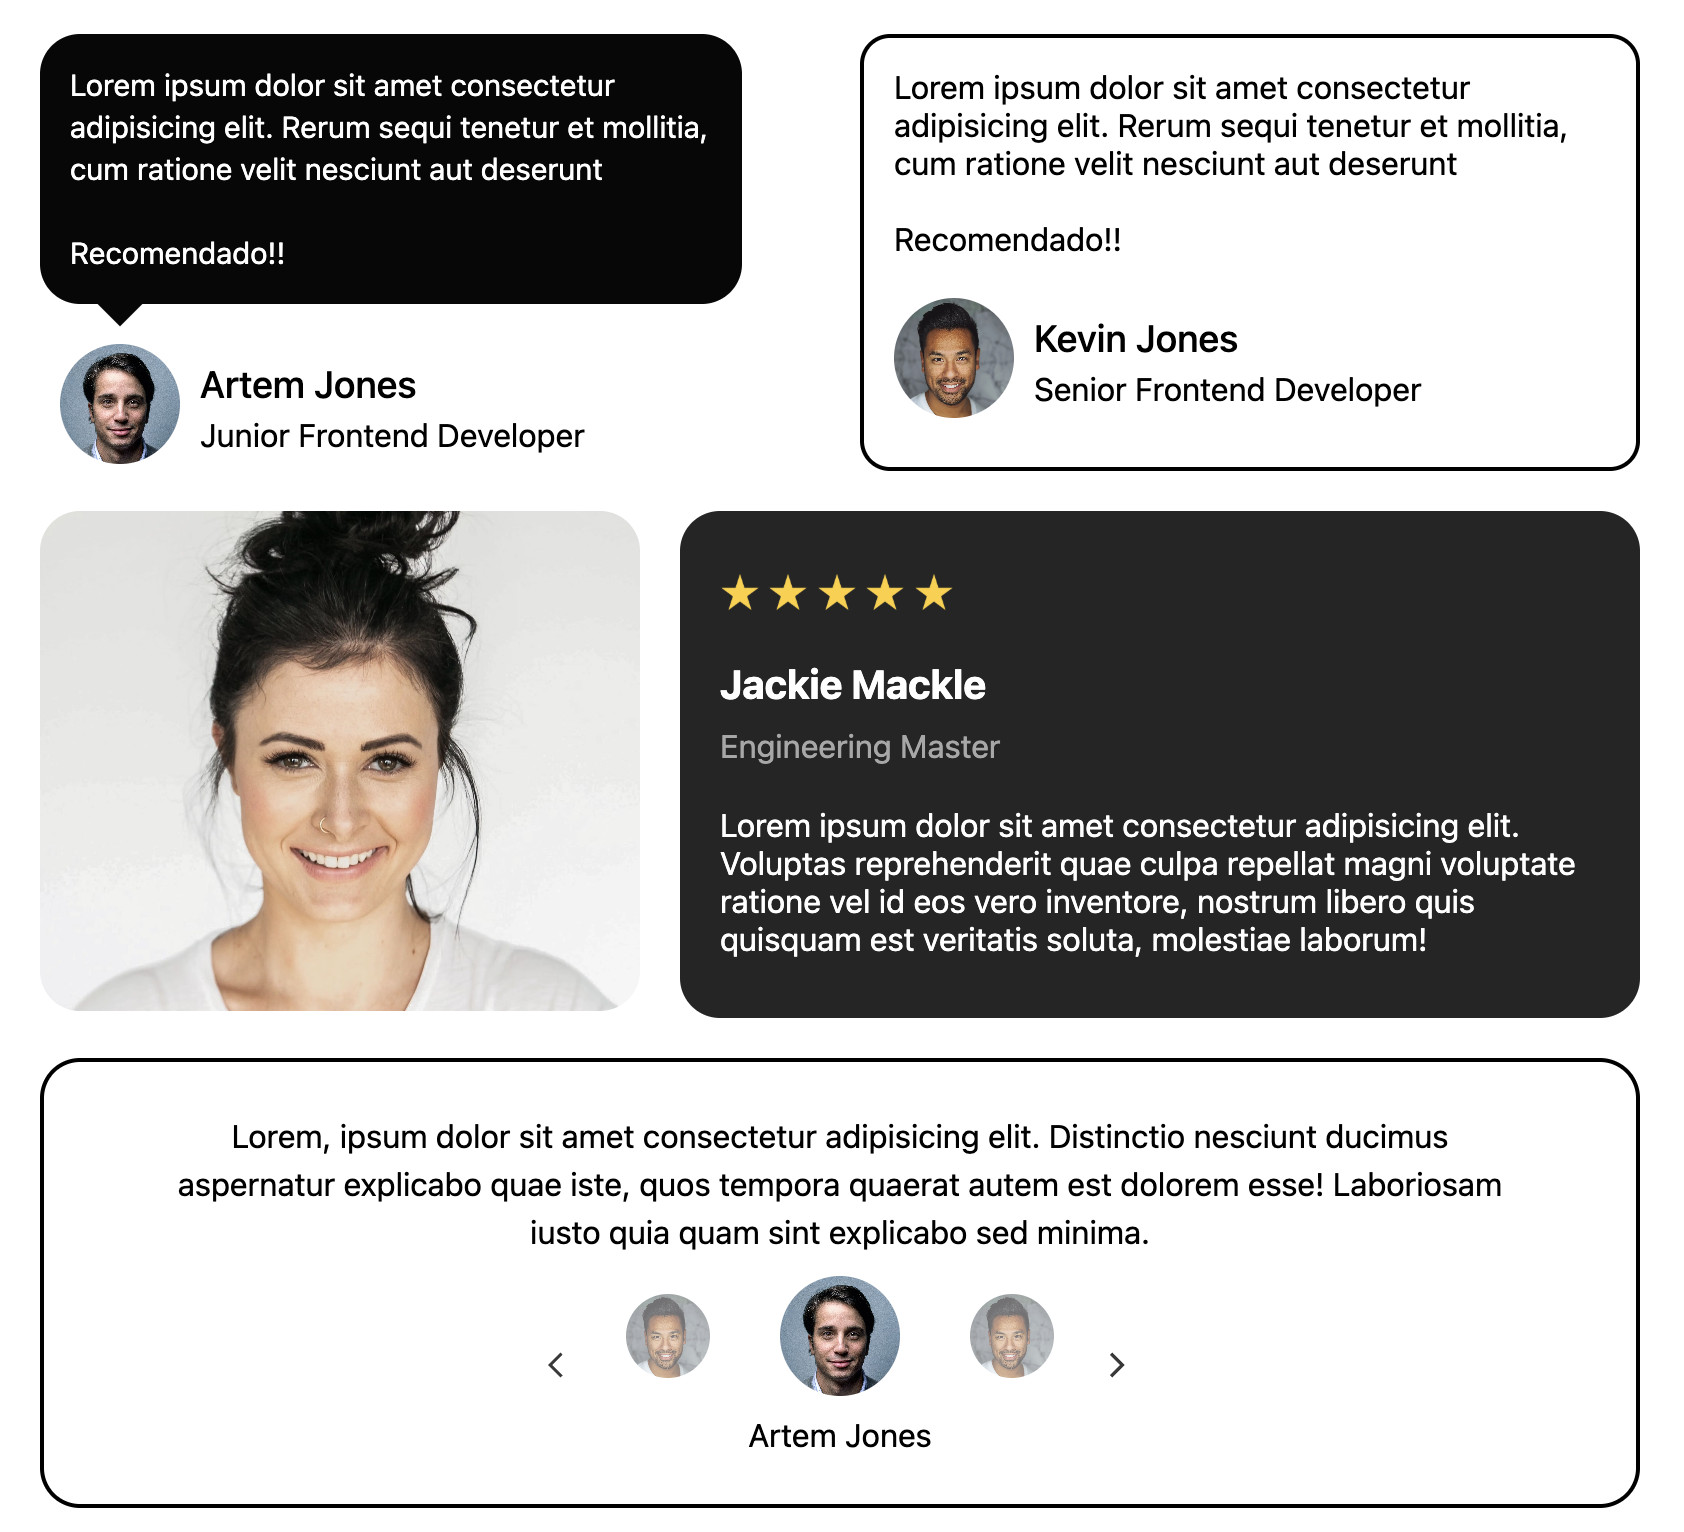 Lorem ipsum dolor sit amet consectetur
adipisicing elit. Rerum sequi tenetur et mollitia,
cum ratione velit nesciunt aut deserunt
Recomendado!!
Artem Jones
Junior Frontend Developer
Lorem ipsum dolor sit amet consectetur
adipisicing elit. Rerum sequi tenetur et mollitia,
cum ratione velit nesciunt aut deserunt
Recomendado!!
Kevin Jones
Senior Frontend Developer
Jackie Mackle
Engineering Master
Lorem ipsum dolor sit amet consectetur adipisicing elit.
Voluptas reprehenderit quae culpa repellat magni voluptate
ratione vel id eos vero inventore, nostrum libero quis
quisquam est veritatis soluta, molestiae laborum!
Lorem, ipsum dolor sit amet consectetur adipisicing elit. Distinctio nesciunt ducimus
aspernatur explicabo quae iste, quos tempora quaerat autem est dolorem esse! Laboriosam
iusto quia quam sint explicabo sed minima.
Artem Jones